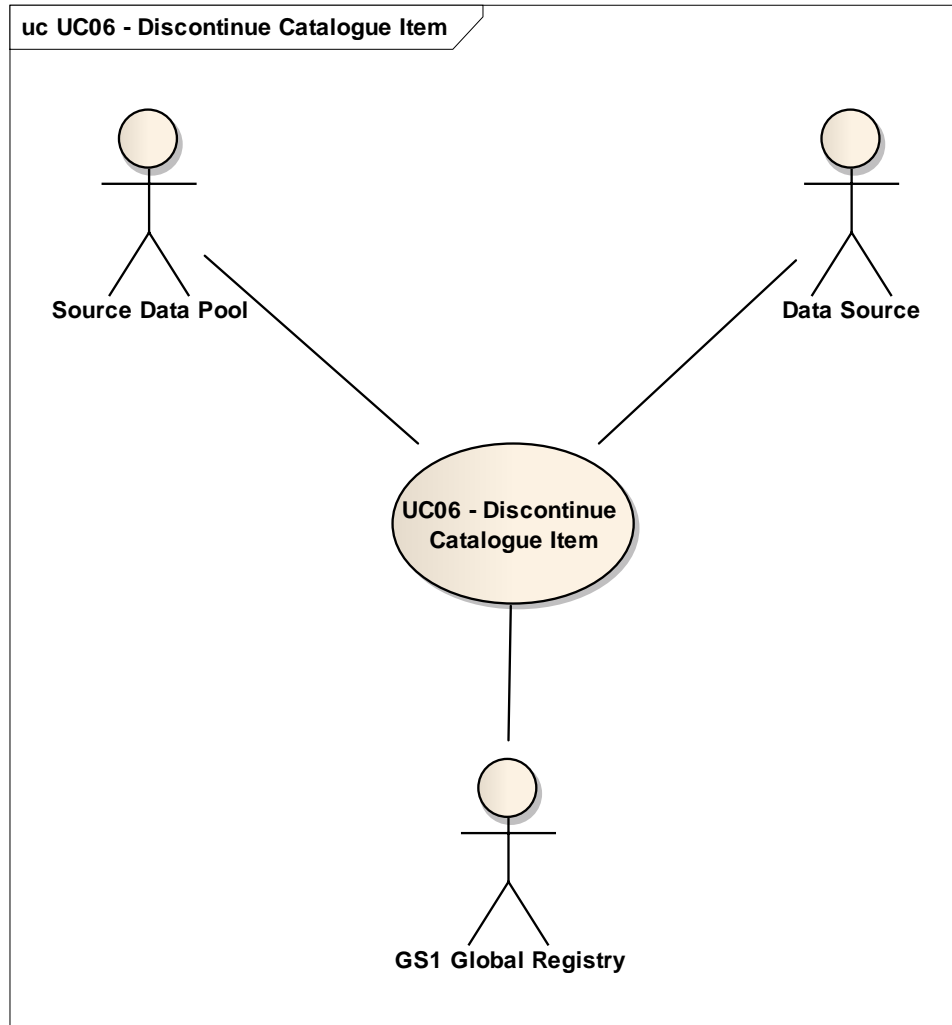 uc UC06 - Discontinue Catalogue Item
Source Data Pool
Data Source
UC06 - Discontinue
Catalogue Item
GS1 Global Registry